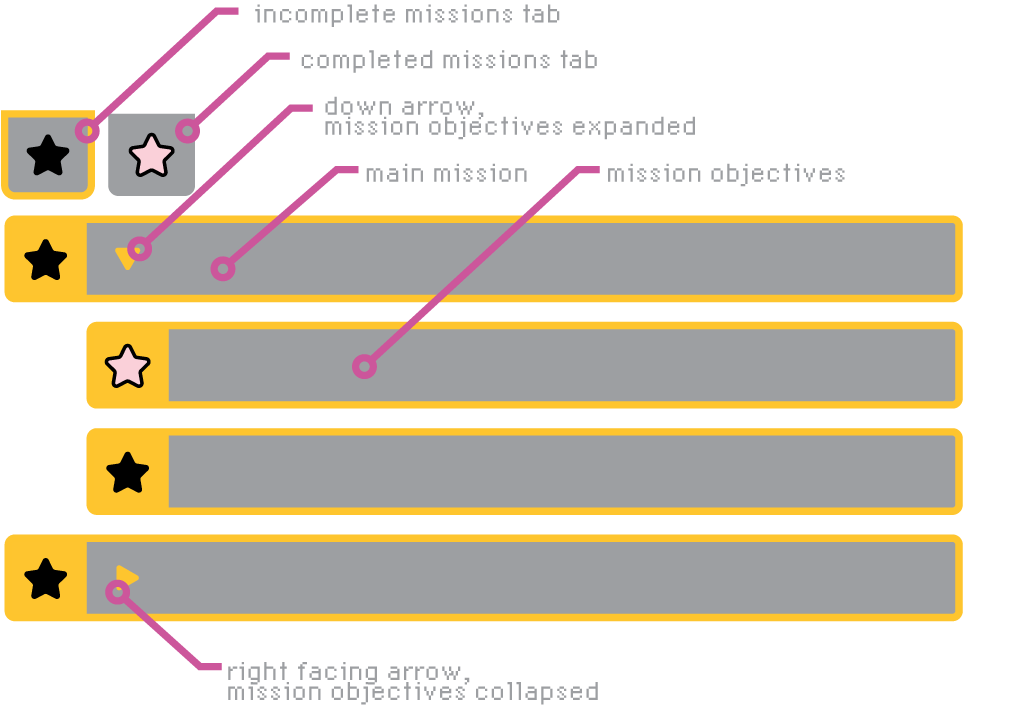 incomplete missions tab
completed missions tab
down arrow,
mission objectives expanded
main mission
mission objectives
right facing arrow,
mission objectives collapsed